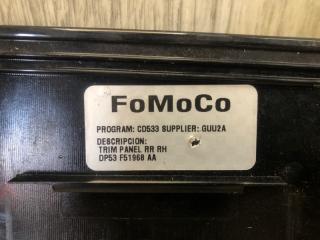 FoMoCo
PROGRAM: CD533 SUPPLIER: GUU2A
DESCRIPCION:
TRIM PANEL RR RH
DP53 F51968 AA